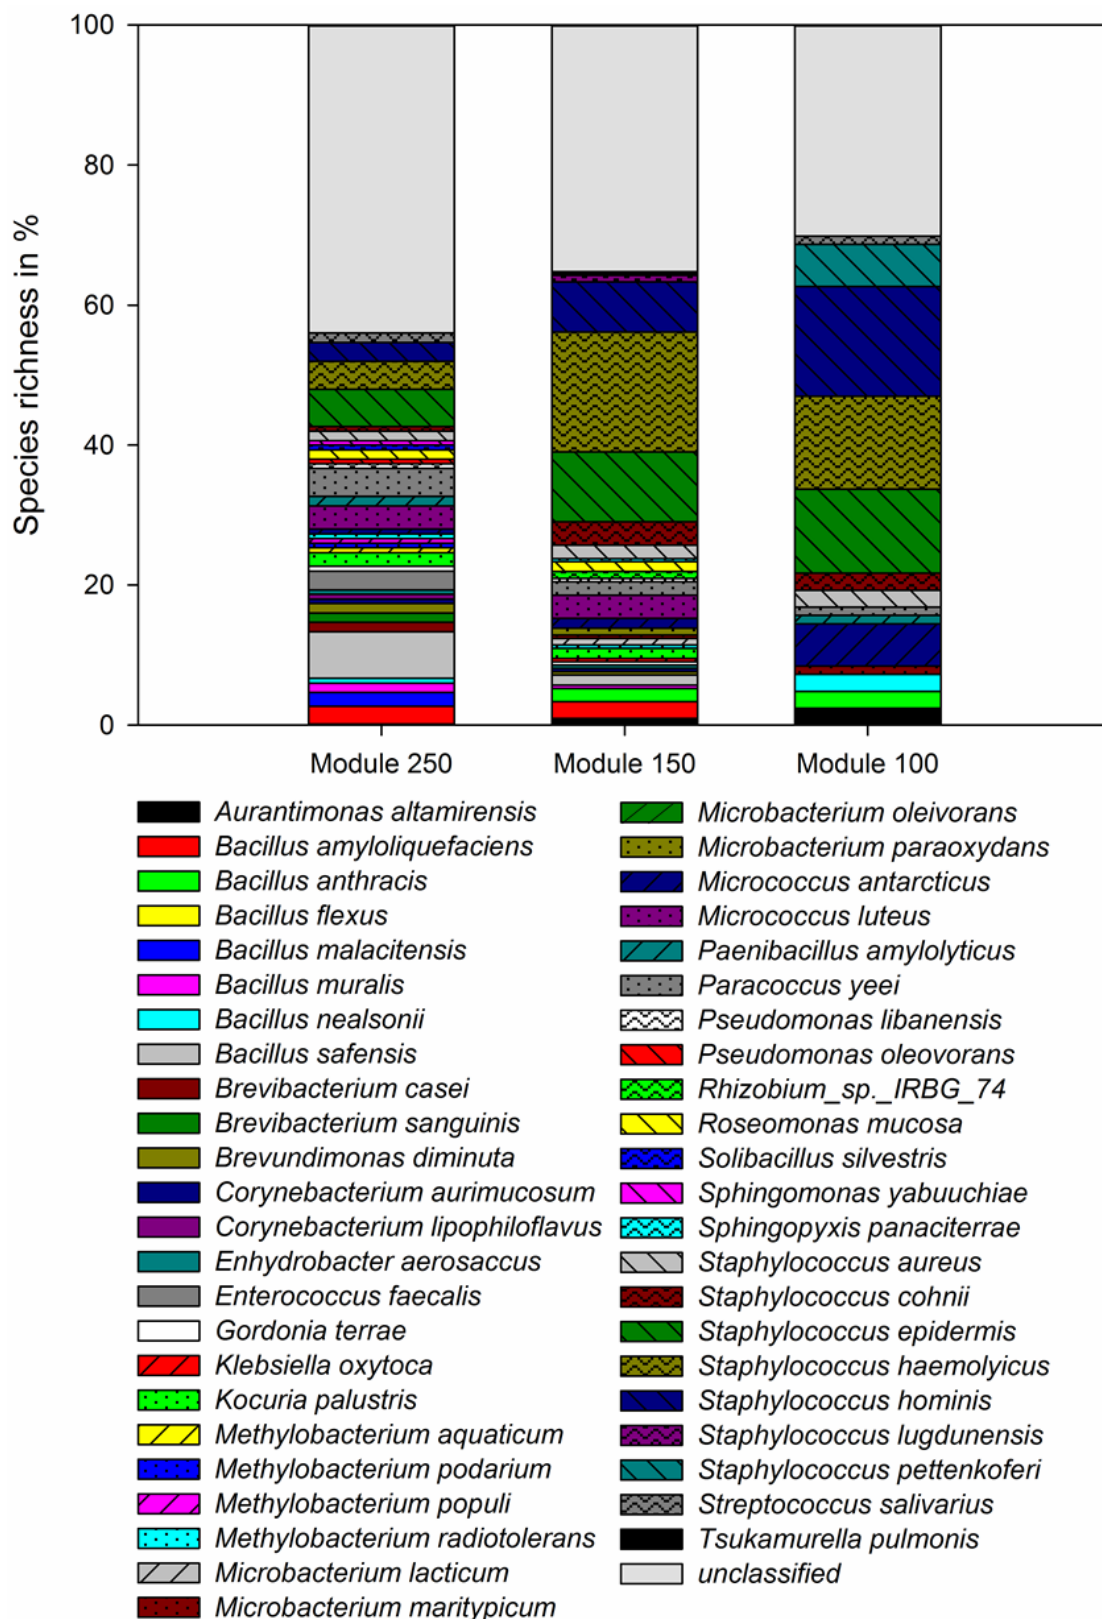 100
80
60
40
20
0
Species richness in %
Module 250
Module 150
Module 100
Aurantimonas altamirensis
Bacillus amyloliquefaciens
Bacillus anthracis
Bacillus flexus
Bacillus malacitensis
Bacillus muralis
Bacillus nealsonii
Bacillus safensis
Brevibacterium casei
Brevibacterium sanguinis
Brevundimonas diminuta
Corynebacterium aurimucosum
Corynebacterium lipophiloflavus
Enhydrobacter aerosaccus
Enterococcus faecalis
Gordonia terrae
Klebsiella oxytoca
Kocuria palustris
Methylobacterium aquaticum
Methylobacterium podarium
Methylobacterium populi
Methylobacterium radiotolerans
Microbacterium lacticum
Microbacterium maritypicum
Microbacterium oleivorans
Microbacterium paraoxydans
Micrococcus antarcticus
Micrococcus luteus
Paenibacillus amylolyticus
Paracoccus yeei
Pseudomonas libanensis
Pseudomonas oleovorans
Rhizobium_sp._IRBG_74
Roseomonas mucosa
Solibacillus silvestris
Sphingomonas yabuuchiae
Sphingopyxis panaciterrae
Staphylococcus aureus
Staphylococcus cohnii
Staphylococcus epidermis
Staphylococcus haemolyicus
Staphylococcus hominis
Staphylococcus lugdunensis
Staphylococcus pettenkoferi
Streptococcus salivarius
Tsukamurella pulmonis
unclassified